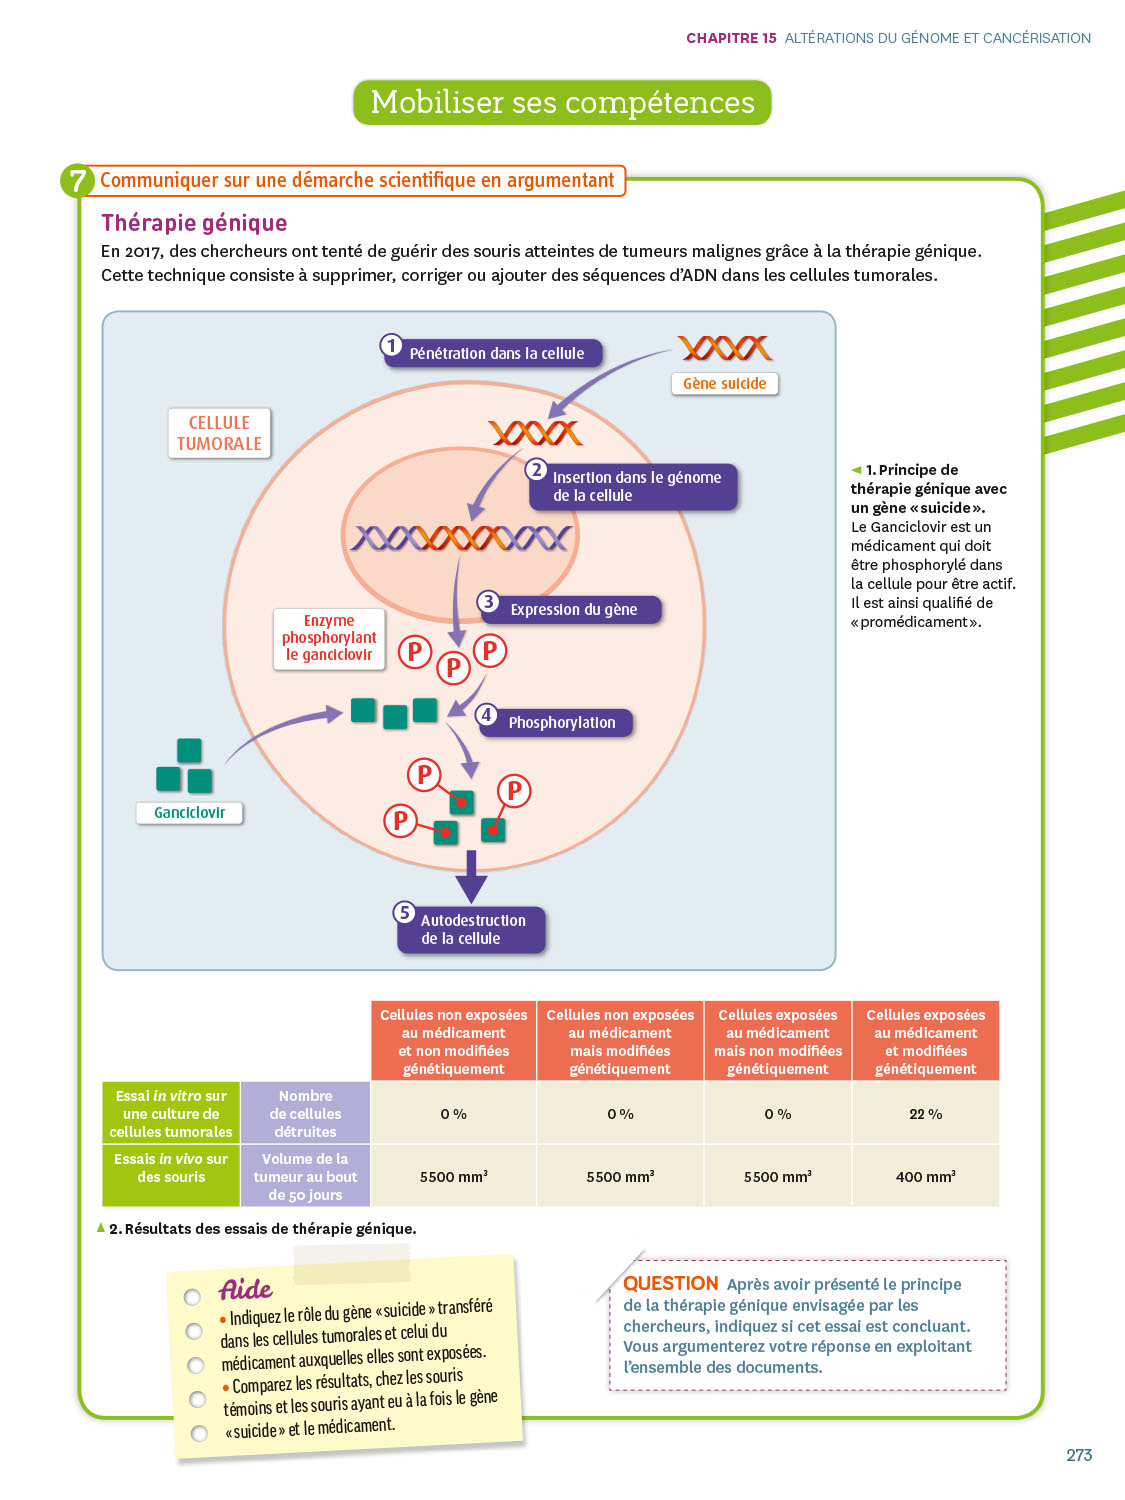 CHAPITRE 15 ALTÉRATIONS DU GÉNOME ET CANCÉRISATION
Mobiliser ses compétences
7 Communiquer sur une démarche scientifique en argumentant
Thérapie génique
En 2017, des chercheurs ont tenté de guérir des souris atteintes de tumeurs malignes grâce à la thérapie génique.
Cette technique consiste à supprimer, corriger ou ajouter des séquences d'ADN dans les cellules tumorales.
1 Pénétration dans la cellule
Gène suicide
CELLULE
TUMORALE
2 Insertion dans le génome
de la cellule
3 Expression du gène
Enzyme
phosphorylant
le ganciclovir
P
P
P
4 Phosphorylation
Ganciclovir
P
P
P
5 Autodestruction
de la cellule
◄ 1. Principe de
thérapie génique avec
un gène « suicide ».
Le Ganciclovir est un
médicament qui doit
être phosphorylé dans
la cellule pour être actif.
Il est ainsi qualifié de
« promédicament ».
Cellules non exposées
au médicament
et non modifiées
génétiquement
Cellules non exposées
au médicament
mais modifiées
génétiquement
Cellules exposées
au médicament
mais non modifiées
génétiquement
Cellules exposées
au médicament
et modifiées
génétiquement
Essai in vitro sur
une culture de
cellules tumorales
Nombre
de cellules
détruites
0 %
0 %
0 %
22 %
Essais in vivo sur
des souris
Volume de la
tumeur au bout
de 50 jours
5500 mm³
5500 mm³
5500 mm³
400 mm³
▲ 2. Résultats des essais de thérapie génique.
Aide
• Indiquez le rôle du gène « suicide » transféré
dans les cellules tumorales et celui du
médicament auxquelles elles sont exposées.
• Comparez les résultats, chez les souris
témoins et les souris ayant eu à la fois le gène
« suicide » et le médicament.
QUESTION Après avoir présenté le principe
de la thérapie génique envisagée par les
chercheurs, indiquez si cet essai est concluant.
Vous argumenterez votre réponse en exploitant
l'ensemble des documents.
273